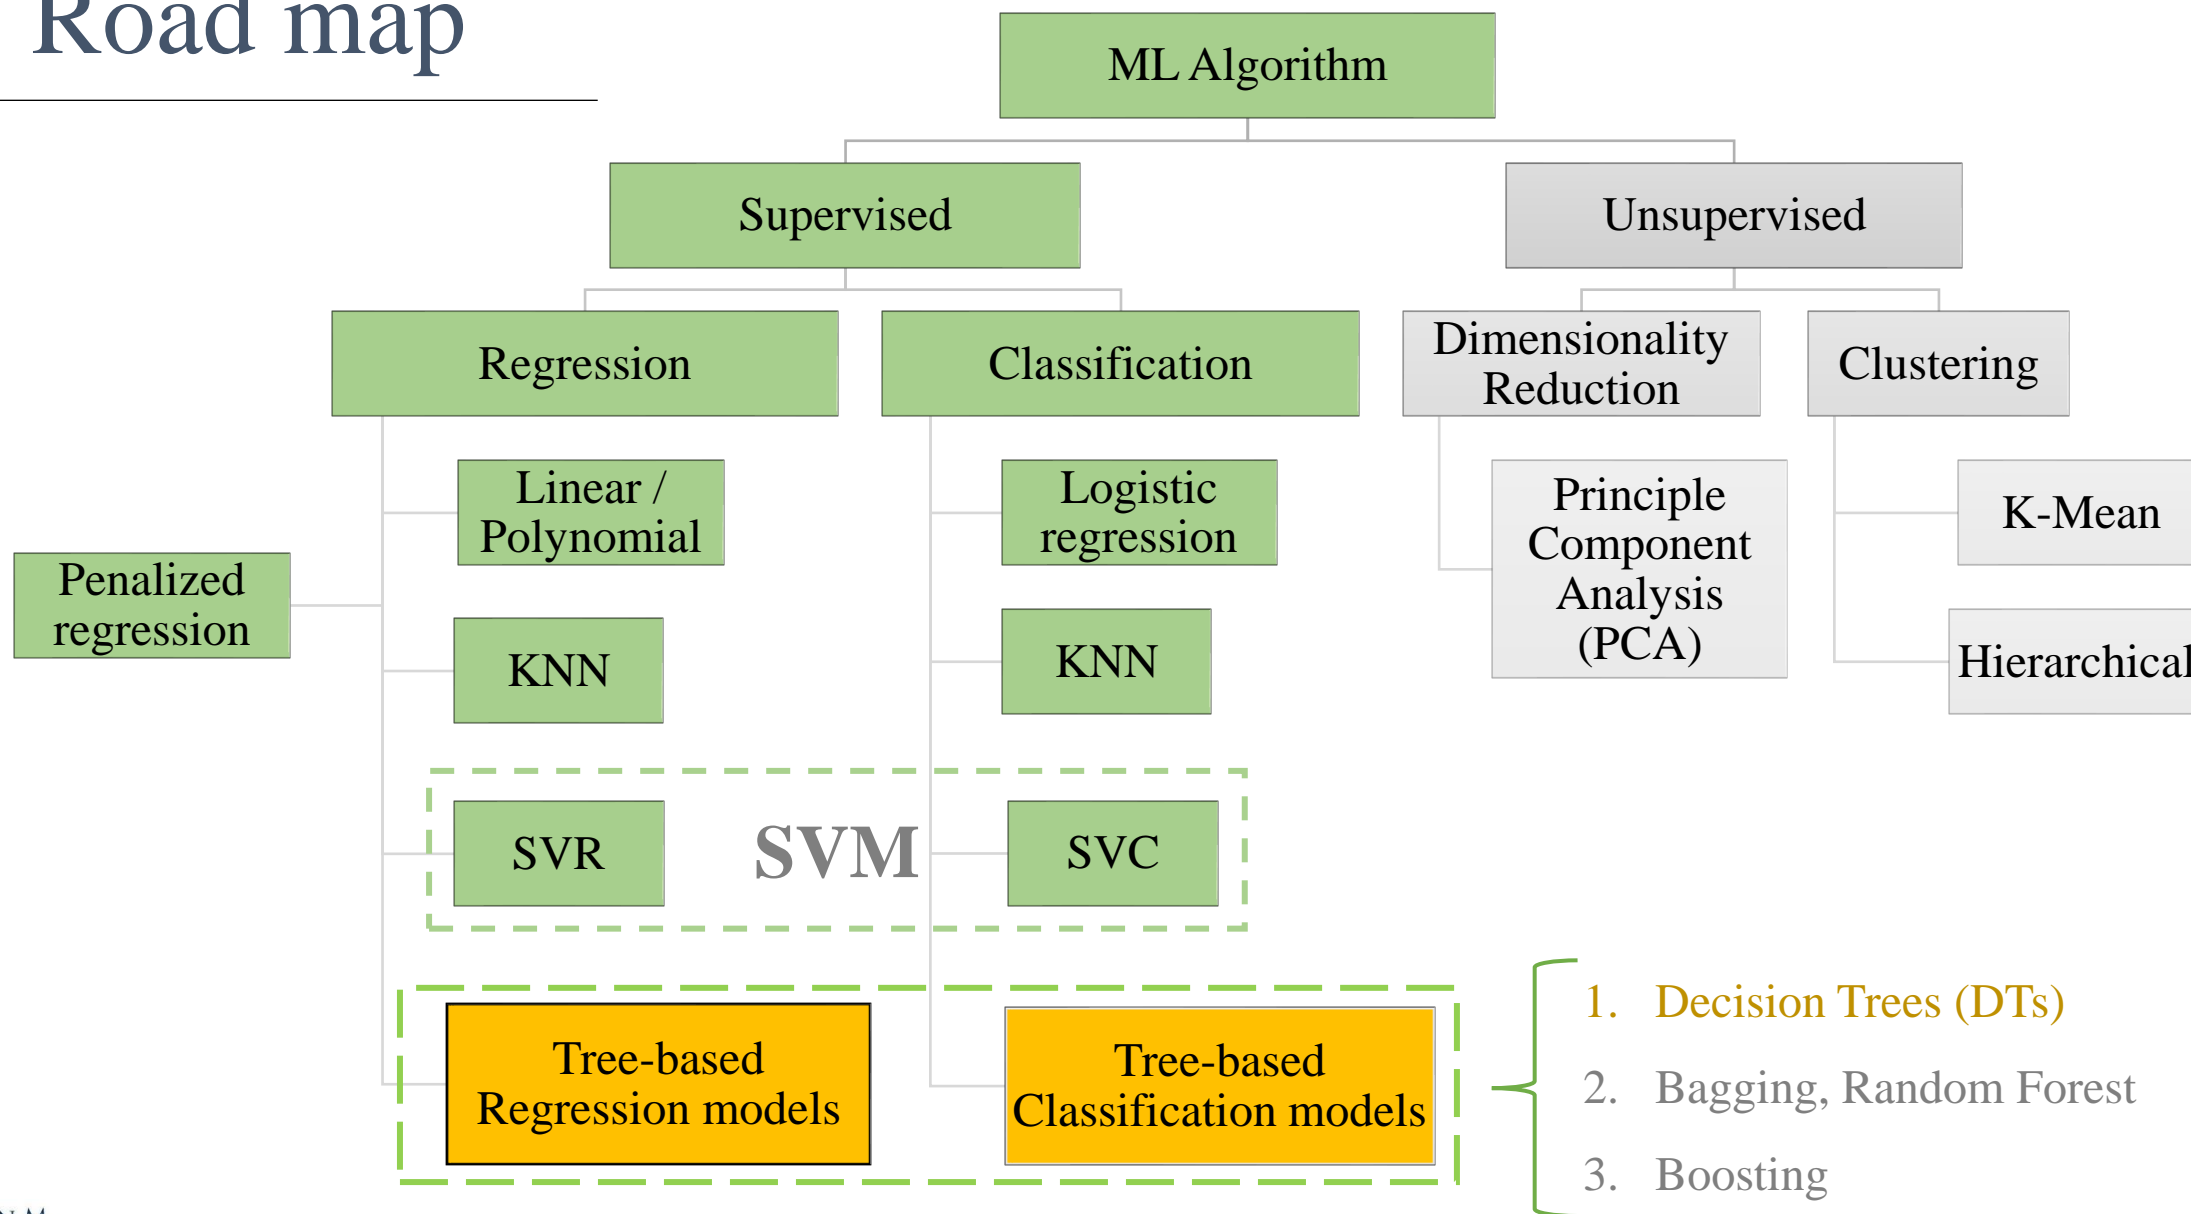 Road map
ML Algorithm
Supervised
Unsupervised
Regression
Classification
Dimensionality
Reduction
Clustering
Linear /
Polynomial
Logistic
regression
Principle
Component
Analysis
(PCA)
K-Mean
Penalized
regression
KNN
KNN
Hierarchical
SVR
SVM
SVC
Tree-based
Regression models
Tree-based
Classification models
1. Decision Trees (DTs)
2. Bagging, Random Forest
3. Boosting